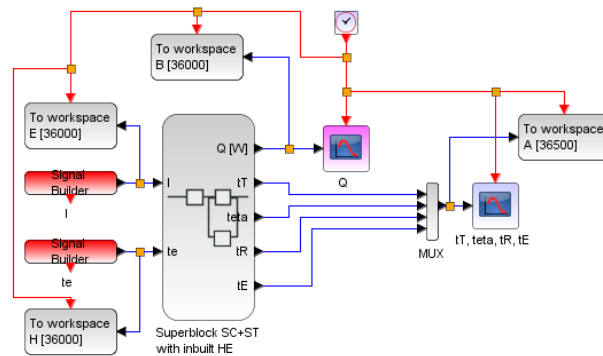 To workspace
B [36000]
To workspace
E [36000]
To workspace
A [36500]
Q [W]
Q
Signal
Builder
I
I
tT
teta
tR
tE
MUX
tT, teta, tR, tE
Signal
Builder
te
te
To workspace
H [36000]
Superblock SC+ST
with inbuilt HE